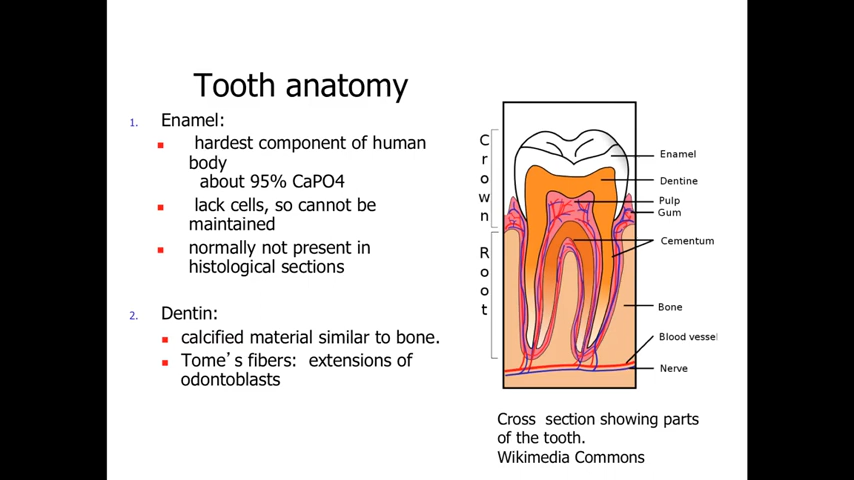 Tooth anatomy
1. Enamel:
hardest component of human
body
about 95% CaPO4
lack cells, so cannot be
maintained
normally not present in
histological sections
2. Dentin:
calcified material similar to bone.
Tome's fibers: extensions of
odontoblasts
Crown
Root
Enamel
Dentine
Pulp
Gum
Cementum
Bone
Blood vessel
Nerve
Cross section showing parts
of the tooth.
Wikimedia Commons